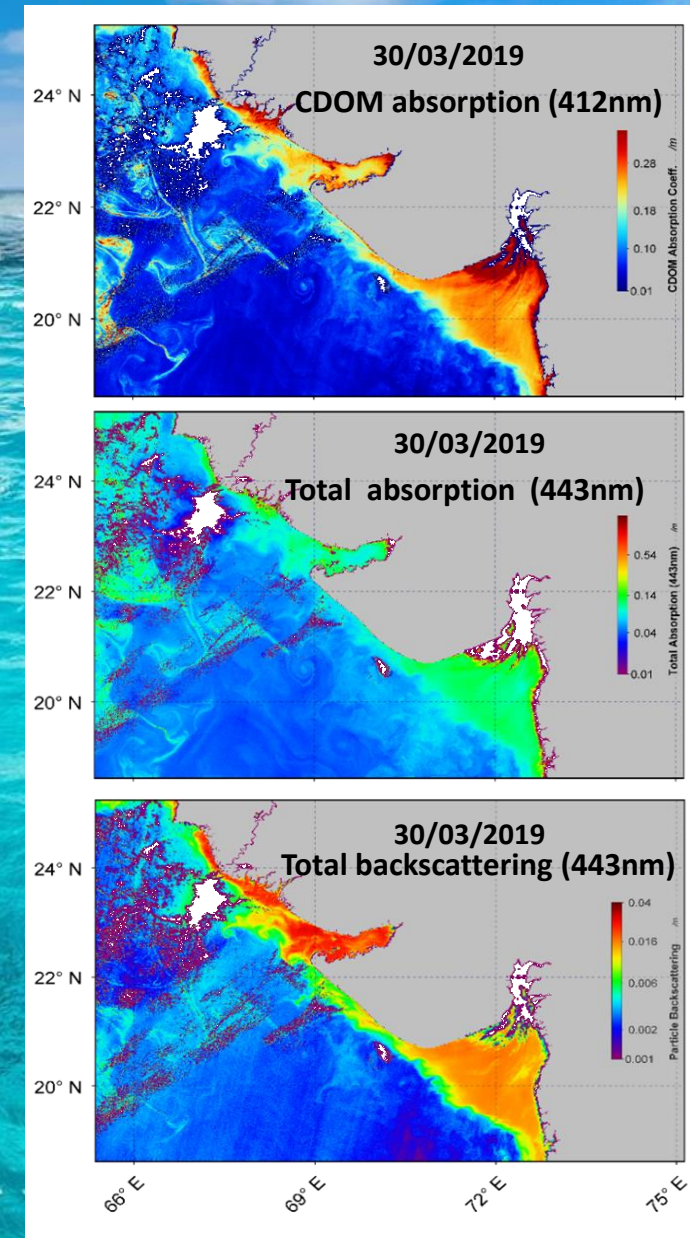 30/03/2019
CDOM absorption (412nm)
24° N
22° N
20° N
0.28
0.18
0.10
0.01
CDOM Absorption Coeff. /m
30/03/2019
Total absorption (443nm)
24° N
22° N
20° N
0.54
0.14
0.04
0.01
Total Absorption (443nm) /m
30/03/2019
Total backscattering (443nm)
24° N
22° N
20° N
0.04
0.016
0.006
0.002
0.001
Particle Backscattering /m
66° E
69° E
72° E
75° E